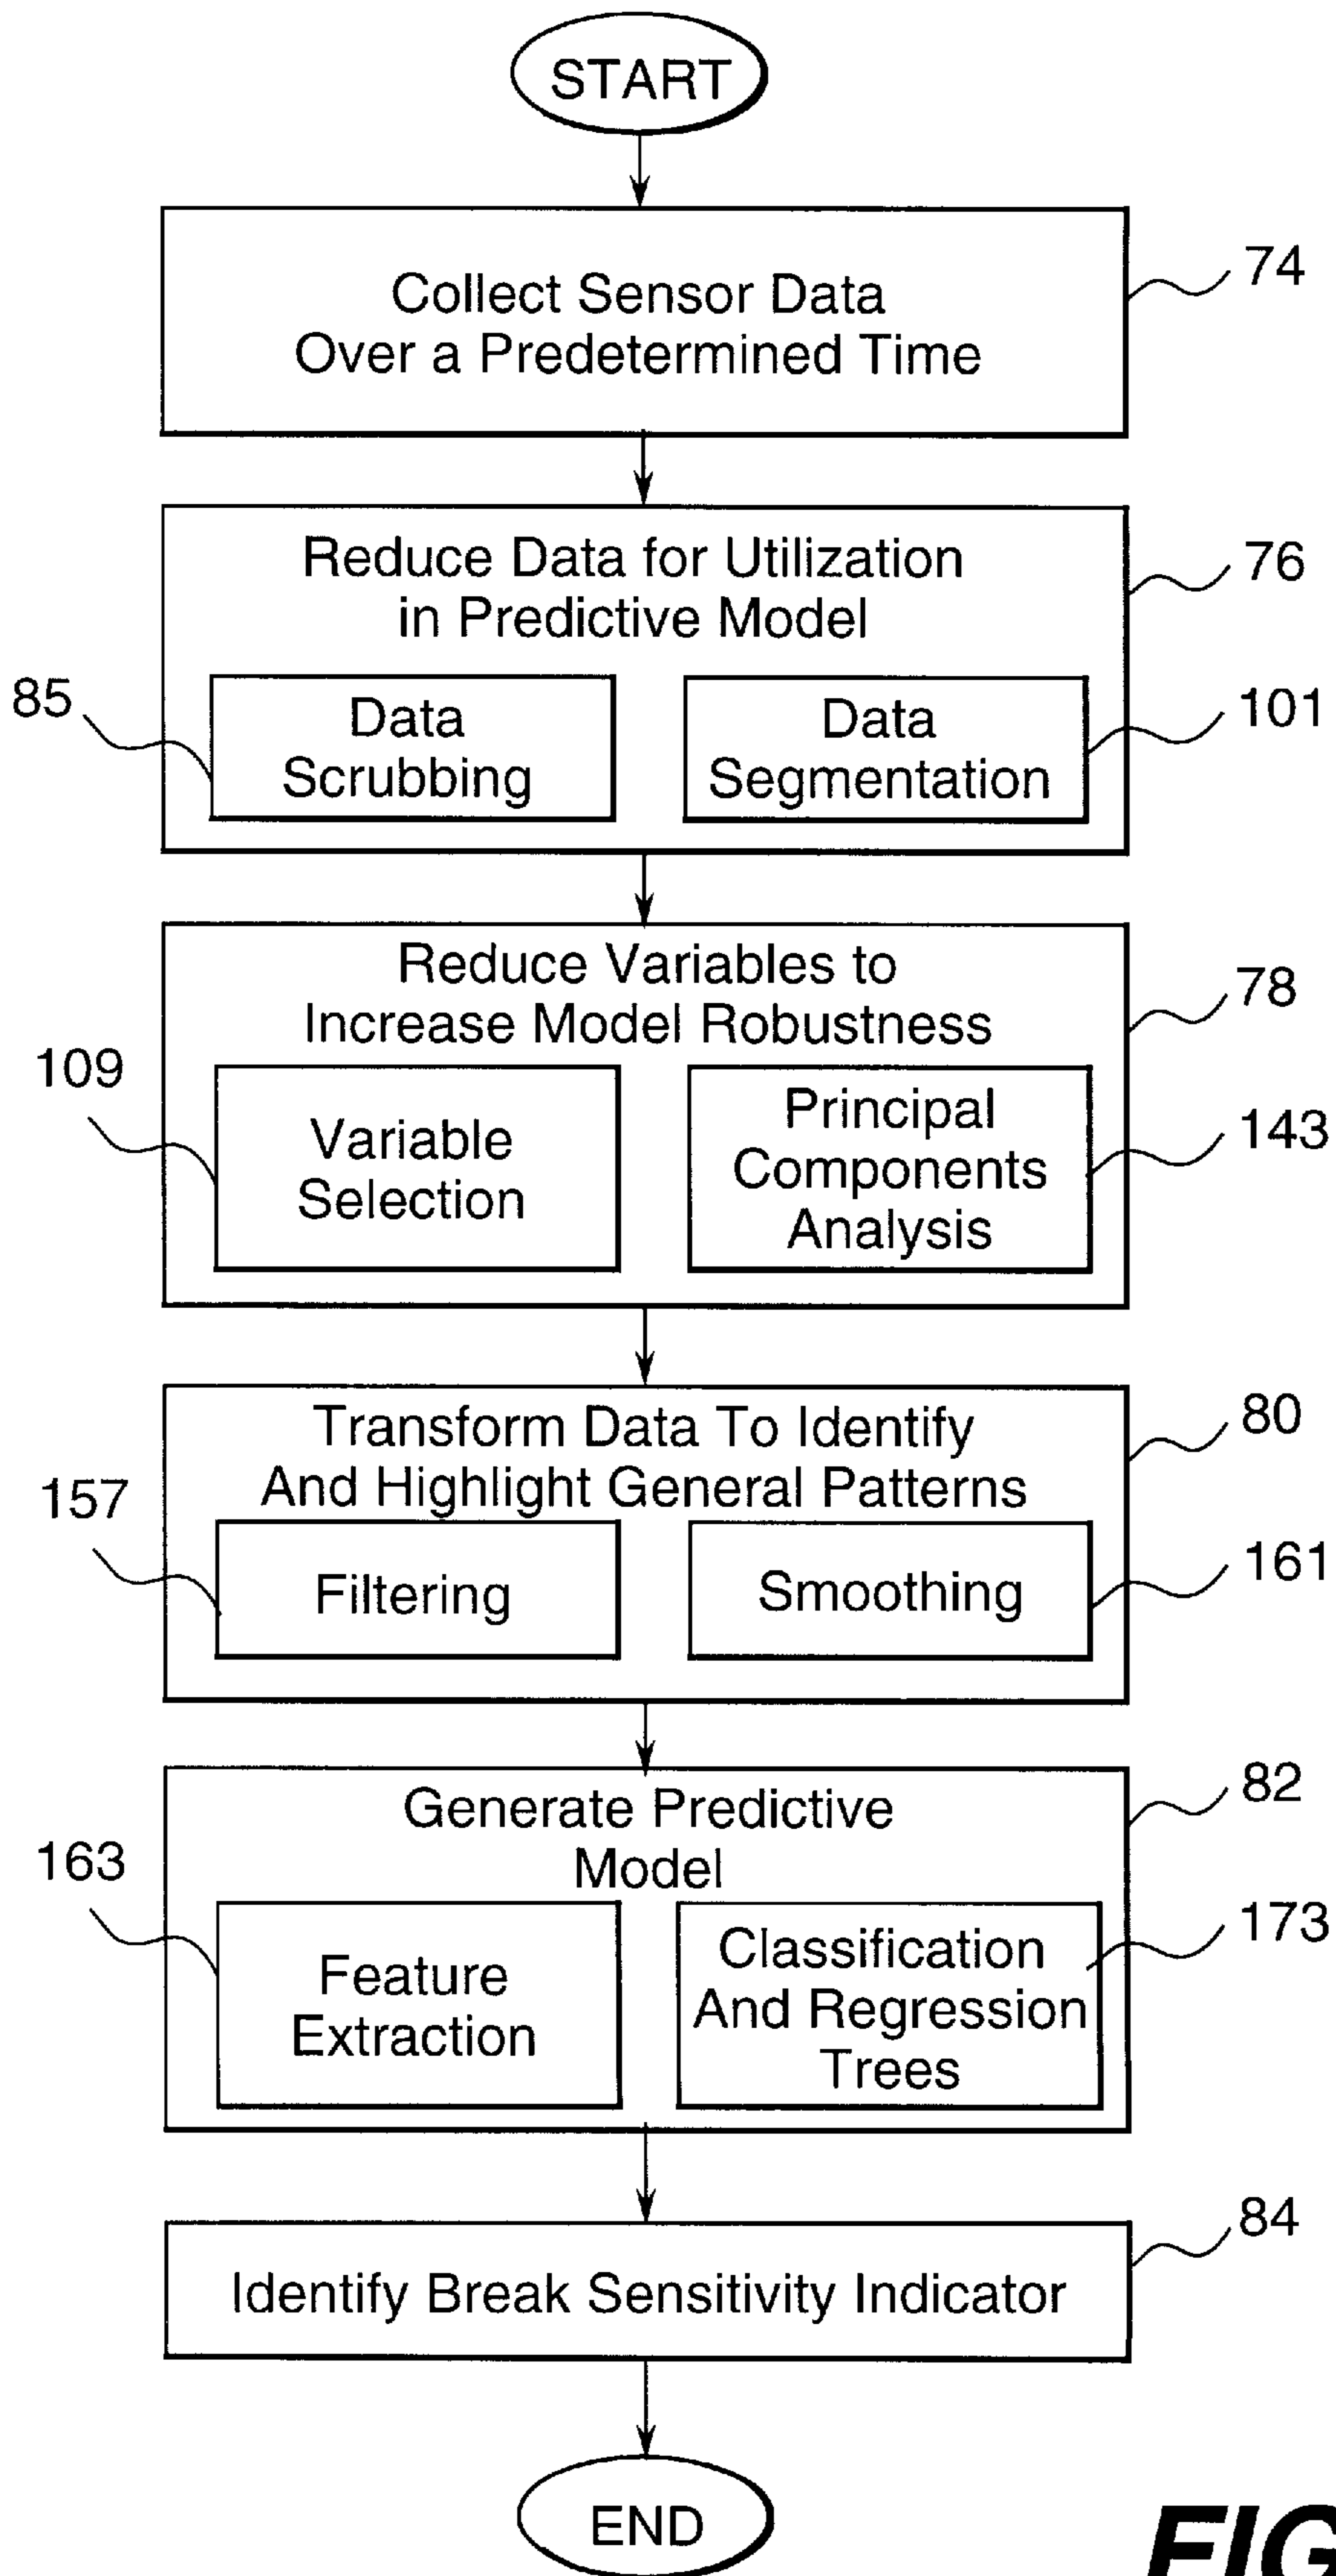 START
Collect Sensor Data
Over a Predetermined Time
74
Reduce Data for Utilization
in Predictive Model
76
85
Data
Scrubbing
Data
Segmentation
101
Reduce Variables to
Increase Model Robustness
78
109
Variable
Selection
Principal
Components
Analysis
143
Transform Data To Identify
And Highlight General Patterns
80
157
Filtering
Smoothing
161
Generate Predictive
Model
82
163
Feature
Extraction
Classification
And Regression
Trees
173
Identify Break Sensitivity Indicator
84
END
FIG